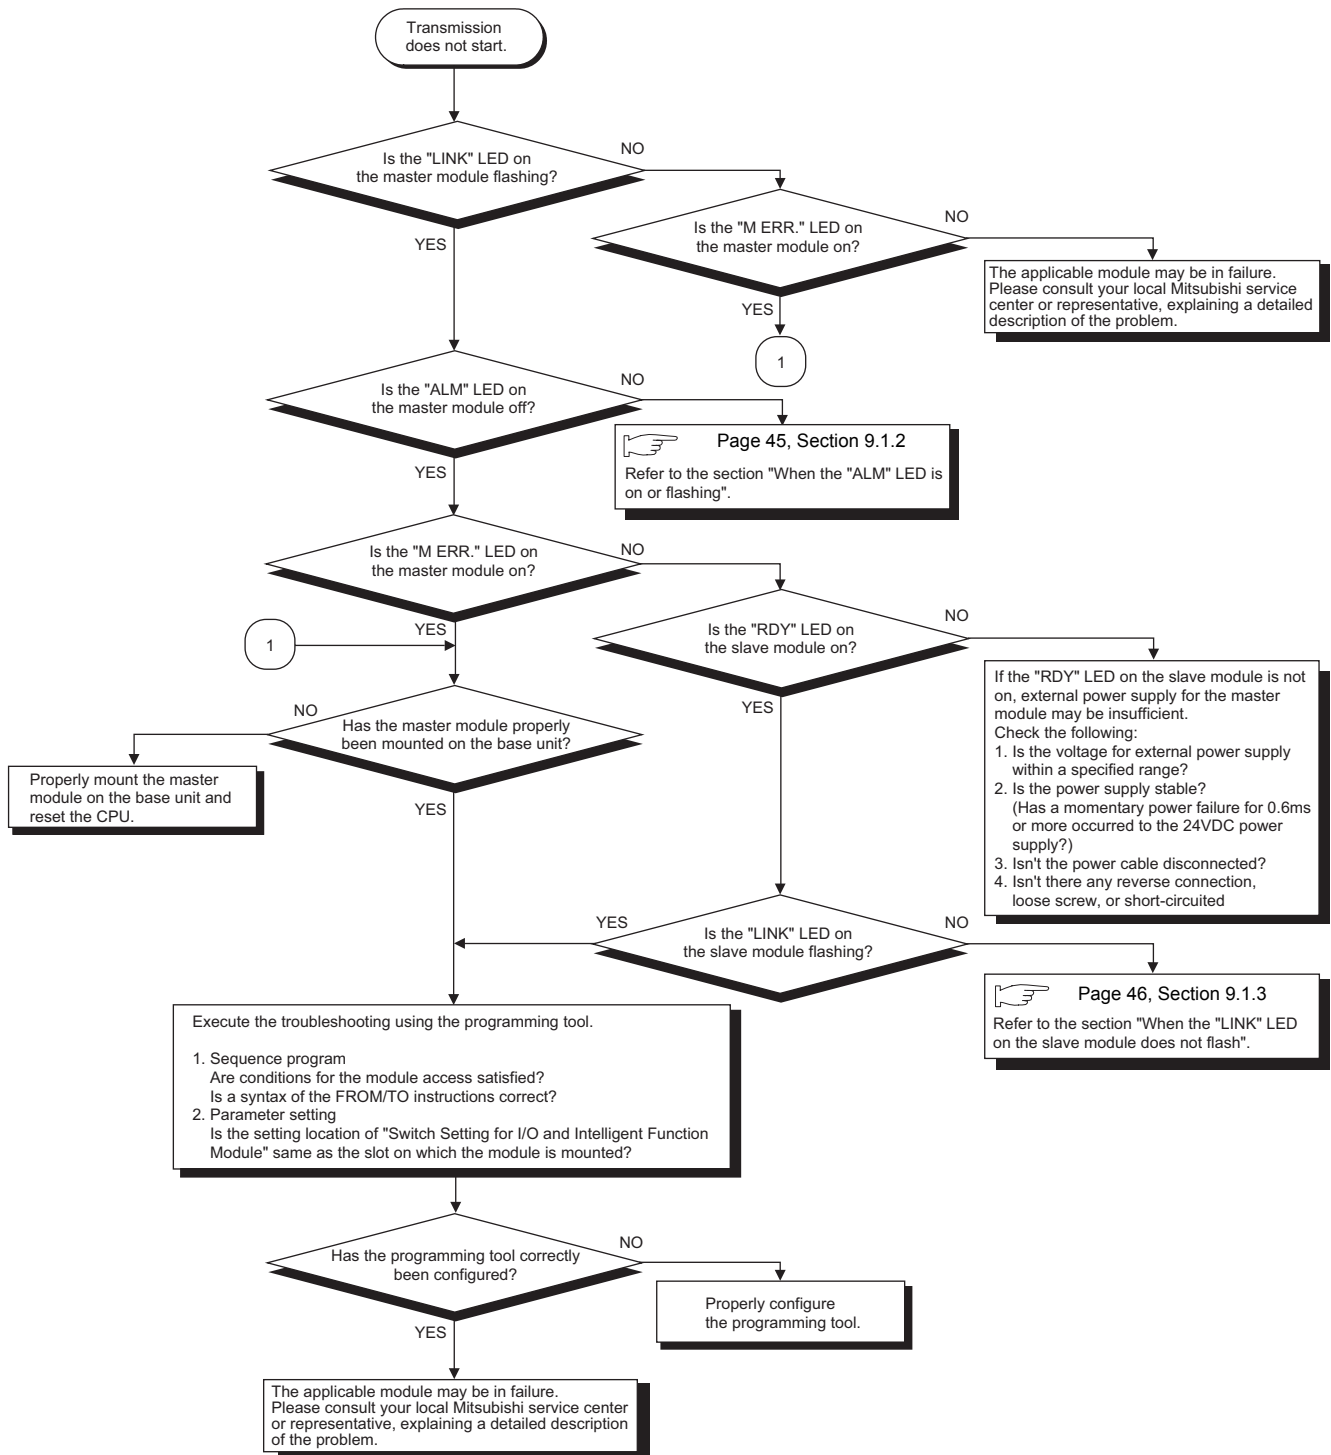 Transmission
does not start.
Is the "LINK" LED on
the master module flashing?
NO
YES
Is the "M ERR." LED on
the master module on?
NO
YES
The applicable module may be in failure.
Please consult your local Mitsubishi service
center or representative, explaining a detailed
description of the problem.
1
Is the "ALM" LED on
the master module off?
NO
YES
Page 45, Section 9.1.2
Refer to the section "When the "ALM" LED is
on or flashing".
Is the "M ERR." LED on
the master module on?
NO
YES
1
Is the "RDY" LED on
the slave module on?
NO
YES
If the "RDY" LED on the slave module is not
on, external power supply for the master
module may be insufficient.
Check the following:
1. Is the voltage for external power supply
within a specified range?
2. Is the power supply stable?
(Has a momentary power failure for 0.6ms
or more occurred to the 24VDC power
supply?)
3. Isn't the power cable disconnected?
4. Isn't there any reverse connection,
loose screw, or short-circuited
Has the master module properly
been mounted on the base unit?
NO
YES
Properly mount the master
module on the base unit and
reset the CPU.
Is the "LINK" LED on
the slave module flashing?
YES
NO
Page 46, Section 9.1.3
Refer to the section "When the "LINK" LED
on the slave module does not flash".
Execute the troubleshooting using the programming tool.
1. Sequence program
Are conditions for the module access satisfied?
Is a syntax of the FROM/TO instructions correct?
2. Parameter setting
Is the setting location of "Switch Setting for I/O and Intelligent Function
Module" same as the slot on which the module is mounted?
Has the programming tool correctly
been configured?
NO
YES
Properly configure
the programming tool.
The applicable module may be in failure.
Please consult your local Mitsubishi service center
or representative, explaining a detailed description
of the problem.